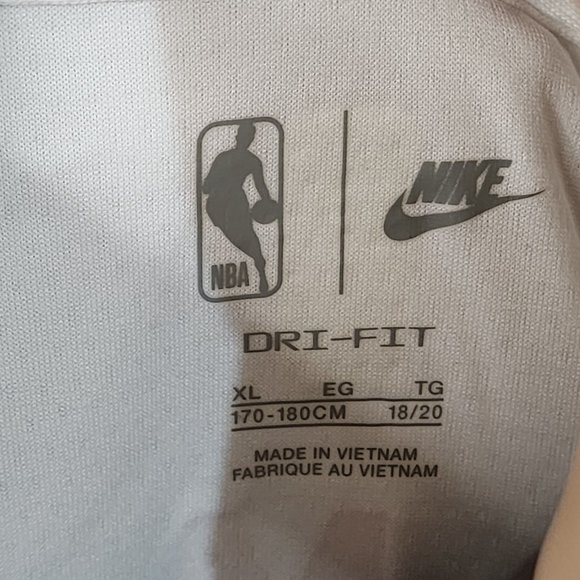 NBA
NIKE
DRI-FIT
XL EG TG
170-180CM 18/20
MADE IN VIETNAM
FABRIQUE AU VIETNAM